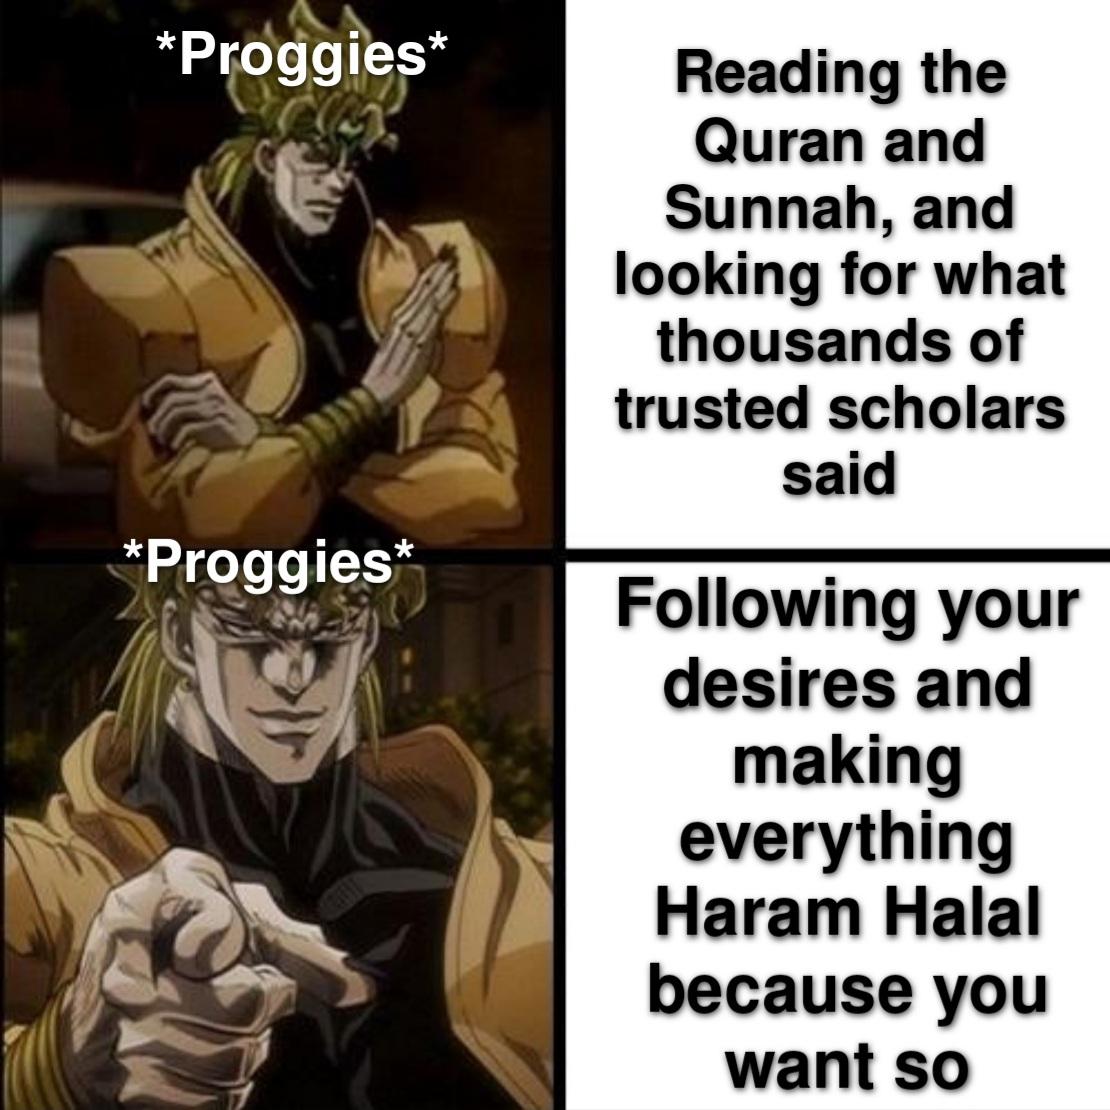 *Proggies*
Reading the
Quran and
Sunnah, and
looking for what
thousands of
trusted scholars
said
*Proggies*
Following your
desires and
making
everything
Haram Halal
because you
want so